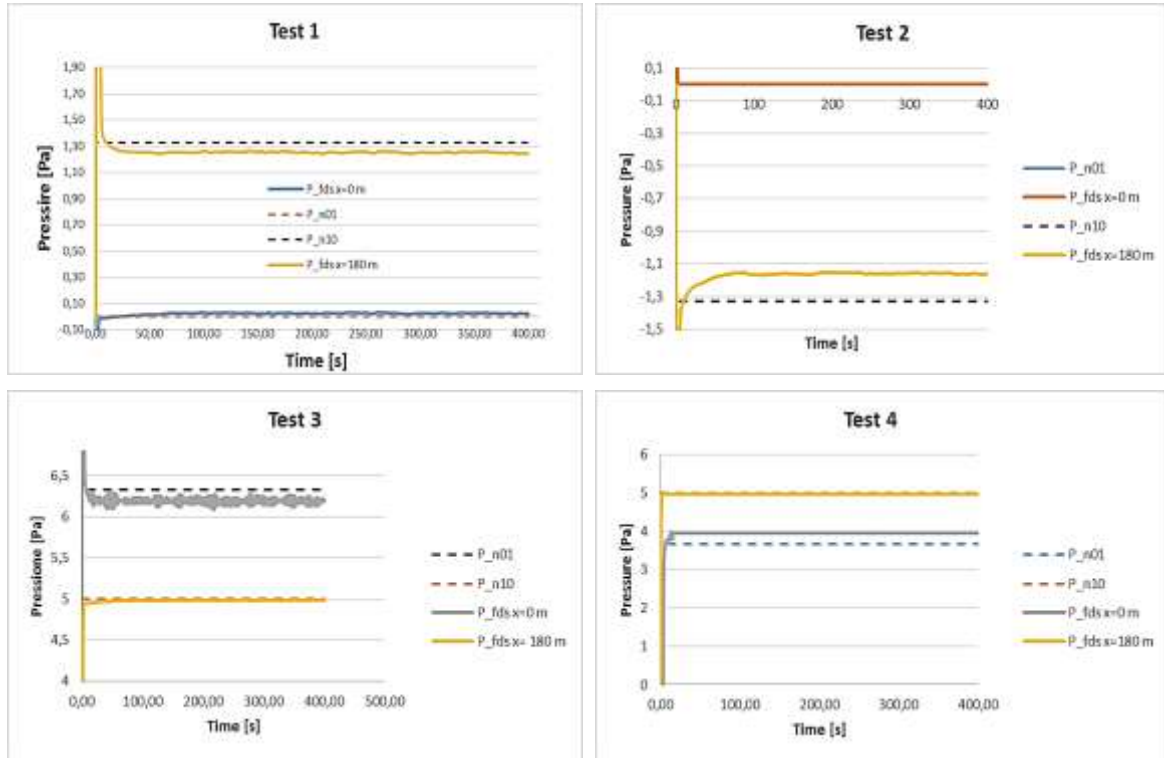 Test 1
Pressire [Pa]
1,90
1,70
1,50
1,30
1,10
0,90
0,70
0,50
0,30
0,10
-0,10
0,00
50,00
100,00
150,00
200,00
250,00
300,00
350,00
400,00
Time [s]
P_fds x=0 m
P_n01
P_n10
P_fds x=180 m
Test 2
Pressure [Pa]
0,1
-0,1
-0,3
-0,5
-0,7
-0,9
-1,1
-1,3
-1,5
0
100
200
300
400
Time [s]
P_n01
P_fds x=0 m
P_n10
P_fds x=180 m
Test 3
Pressione [Pa]
6,5
6
5,5
5
4,5
4
0,00
100,00
200,00
300,00
400,00
500,00
Time [s]
P_n01
P_n10
P_fds x=0 m
P_fds x= 180 m
Test 4
Pressure [Pa]
6
5
4
3
2
1
0
0,00
100,00
200,00
300,00
400,00
Time [s]
P_n01
P_n10
P_fds x=0 m
P_fds x=180 m